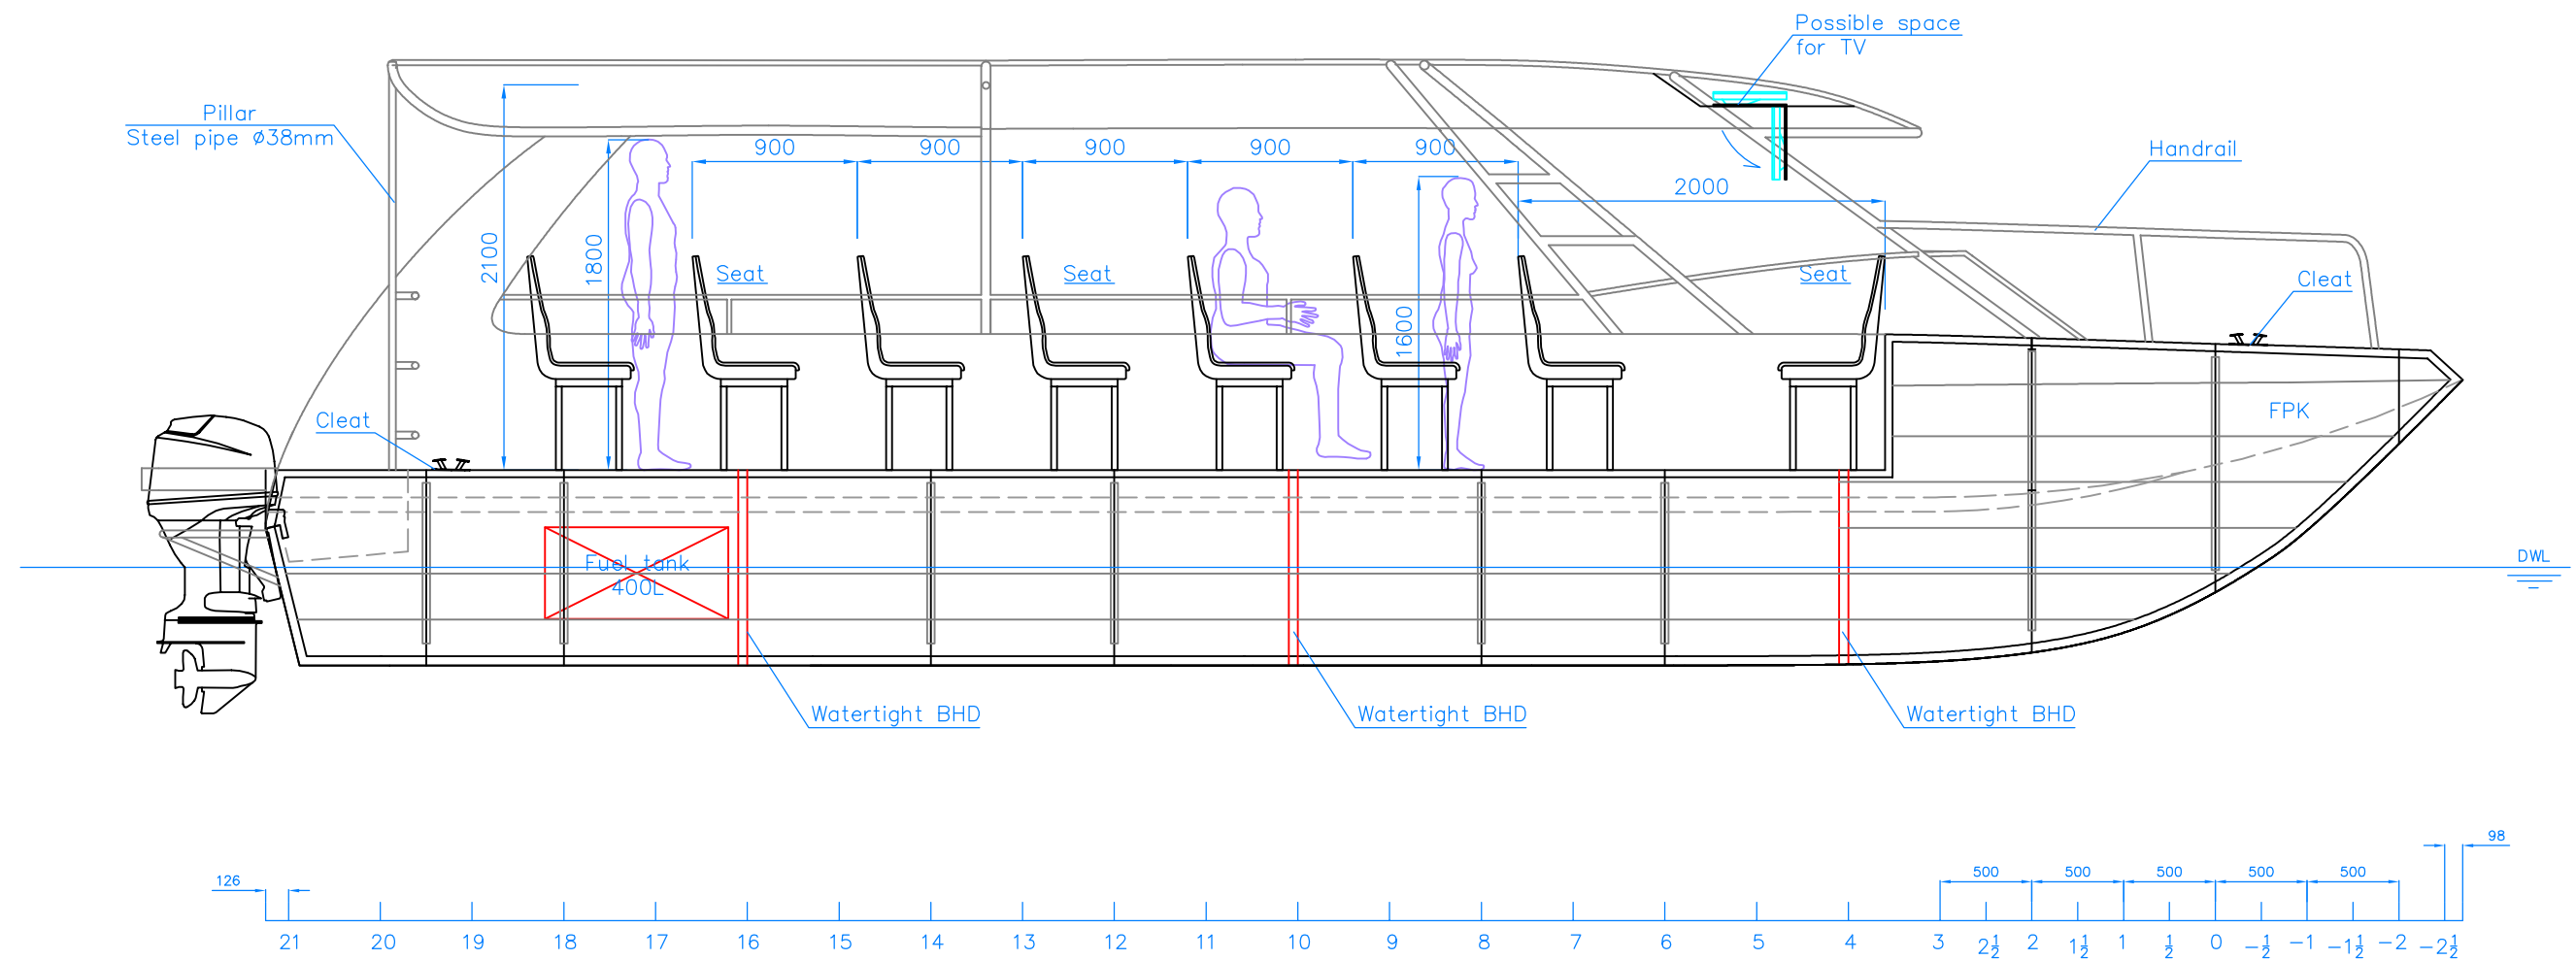 Possible space
for TV
Pillar
Steel pipe Ø38mm
900
900
900
900
900
Handrail
2000
2100
1800
1600
Seat
Seat
Seat
Cleat
Cleat
FPK
Fuel tank
400L
DWL
Watertight BHD
Watertight BHD
Watertight BHD
98
126
500
500
500
500
500
21 20 19 18 17 16 15 14 13 12 11 10 9 8 7 6 5 4 3 2½ 2 1½ 1 ½ 0 -½ -1 -1½ -2 -2½